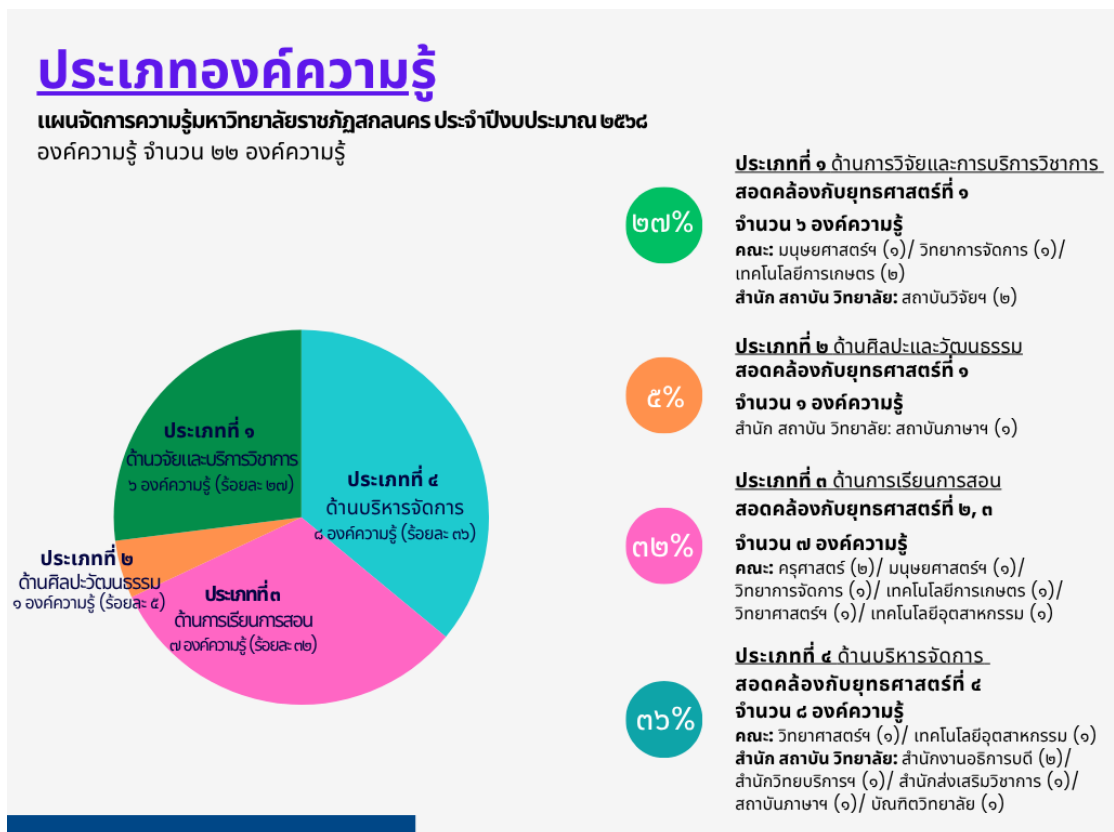 ประเภทองค์ความรู้
แผนจัดการความรู้มหาวิทยาลัยราชภัฏสกลนคร ประจำปีงบประมาณ ๒๕๖๘
องค์ความรู้ จำนวน ๒๒ องค์ความรู้
ประเภทที่ ๑
ด้านวจัยและบริการวิชาการ
๖ องค์ความรู้ (ร้อยละ ๒๗)
ประเภทที่ ๔
ด้านบริหารจัดการ
๘ องค์ความรู้ (ร้อยละ ๓๖)
ประเภทที่ ๒
ด้านศิลปะวัฒนธรรม
๑ องค์ความรู้ (ร้อยละ ๕)
ประเภทที่ ๓
ด้านการเรียนการสอน
๗ องค์ความรู้ (ร้อยละ ๓๒)
๒๗%
ประเภทที่ ๑ ด้านการวิจัยและการบริการวิชาการ
สอดคล้องกับยุทธศาสตร์ที่ ๑
จำนวน ๖ องค์ความรู้
คณะ: มนุษยศาสตร์ฯ (๑)/ วิทยาการจัดการ (๑)/
เทคโนโลยีการเกษตร (๒)
สำนัก สถาบัน วิทยาลัย: สถาบันวิจัยฯ (๒)
๕%
ประเภทที่ ๒ ด้านศิลปะและวัฒนธรรม
สอดคล้องกับยุทธศาสตร์ที่ ๑
จำนวน ๑ องค์ความรู้
สำนัก สถาบัน วิทยาลัย: สถาบันภาษาฯ (๑)
๓๒%
ประเภทที่ ๓ ด้านการเรียนการสอน
สอดคล้องกับยุทธศาสตร์ที่ ๒, ๓
จำนวน ๗ องค์ความรู้
คณะ: ครุศาสตร์ (๒)/ มนุษยศาสตร์ฯ (๑)/
วิทยาการจัดการ (๑)/ เทคโนโลยีการเกษตร (๑)/
วิทยาศาสตร์ฯ (๑)/ เทคโนโลยีอุตสาหกรรม (๑)
๓๖%
ประเภทที่ ๔ ด้านบริหารจัดการ
สอดคล้องกับยุทธศาสตร์ที่ ๔
จำนวน ๘ องค์ความรู้
คณะ: วิทยาศาสตร์ฯ (๑)/ เทคโนโลยีอุตสาหกรรม (๑)
สำนัก สถาบัน วิทยาลัย: สำนักงานอธิการบดี (๒)/
สำนักวิทยบริการฯ (๑)/ สำนักส่งเสริมวิชาการ (๑)/
สถาบันภาษาฯ (๑)/ บัณฑิตวิทยาลัย (๑)